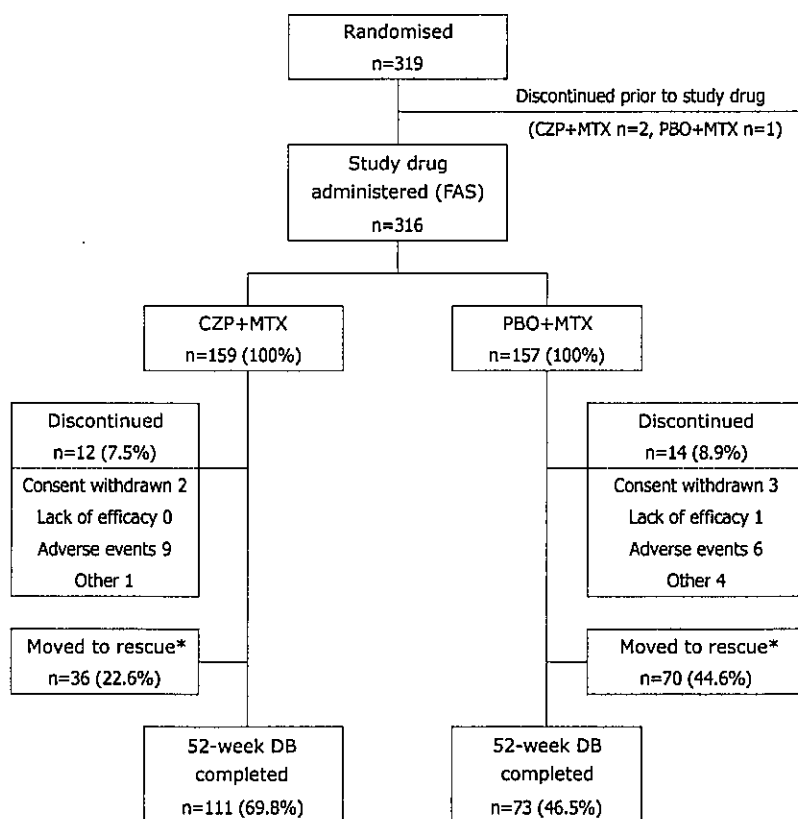 Randomised
n=319
Discontinued prior to study drug
(CZP+MTX n=2, PBO+MTX n=1)
Study drug
administered (FAS)
n=316
CZP+MTX
n=159 (100%)
PBO+MTX
n=157 (100%)
Discontinued
n=12 (7.5%)
Consent withdrawn 2
Lack of efficacy 0
Adverse events 9
Other 1
Discontinued
n=14 (8.9%)
Consent withdrawn 3
Lack of efficacy 1
Adverse events 6
Other 4
Moved to rescue*
n=36 (22.6%)
Moved to rescue*
n=70 (44.6%)
52-week DB
completed
n=111 (69.8%)
52-week DB
completed
n=73 (46.5%)